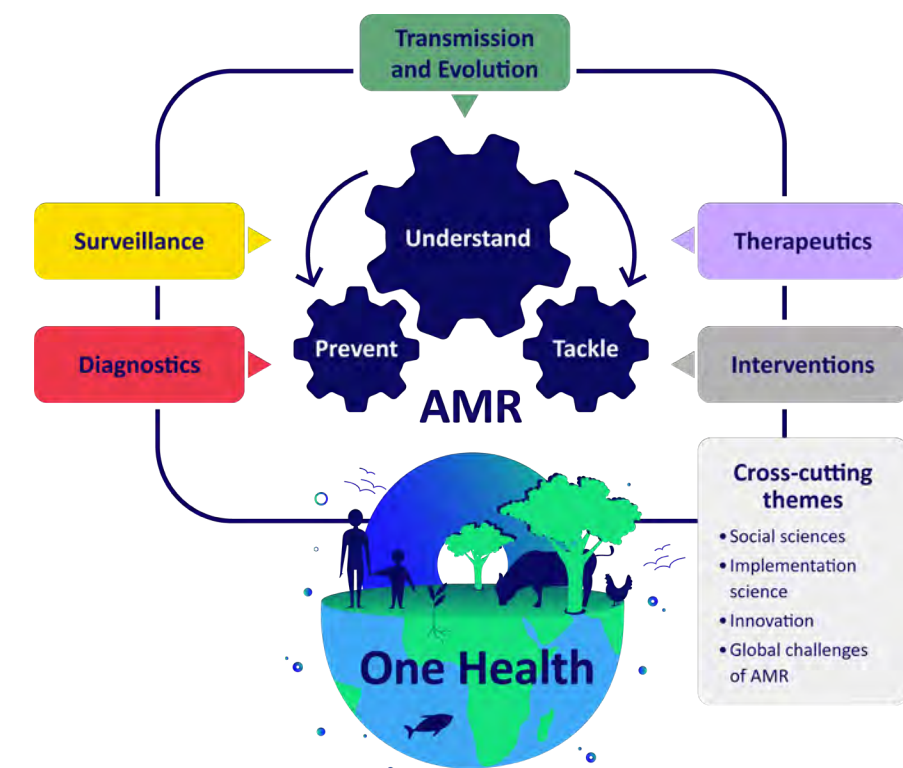 Transmission
and Evolution
Surveillance
Understand
Therapeutics
Diagnostics
Prevent
Tackle
Interventions
AMR
Cross-cutting
themes
• Social sciences
• Implementation
science
• Innovation
• Global challenges
of AMR
One Health